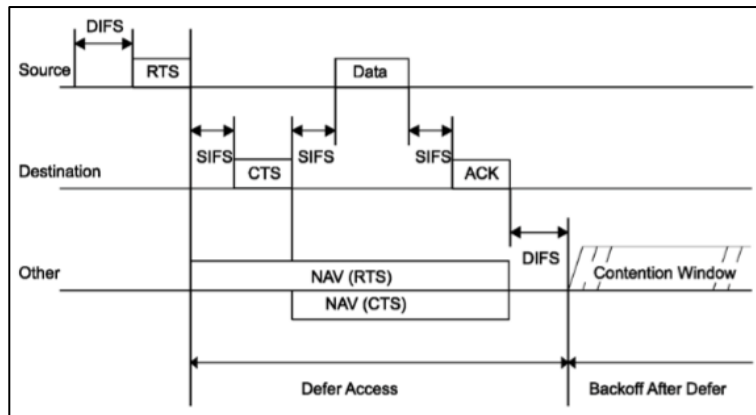 DIFS
Source
RTS
Data
SIFS
SIFS
SIFS
Destination
CTS
ACK
DIFS
Other
NAV (RTS)
Contention Window
NAV (CTS)
Defer Access
Backoff After Defer